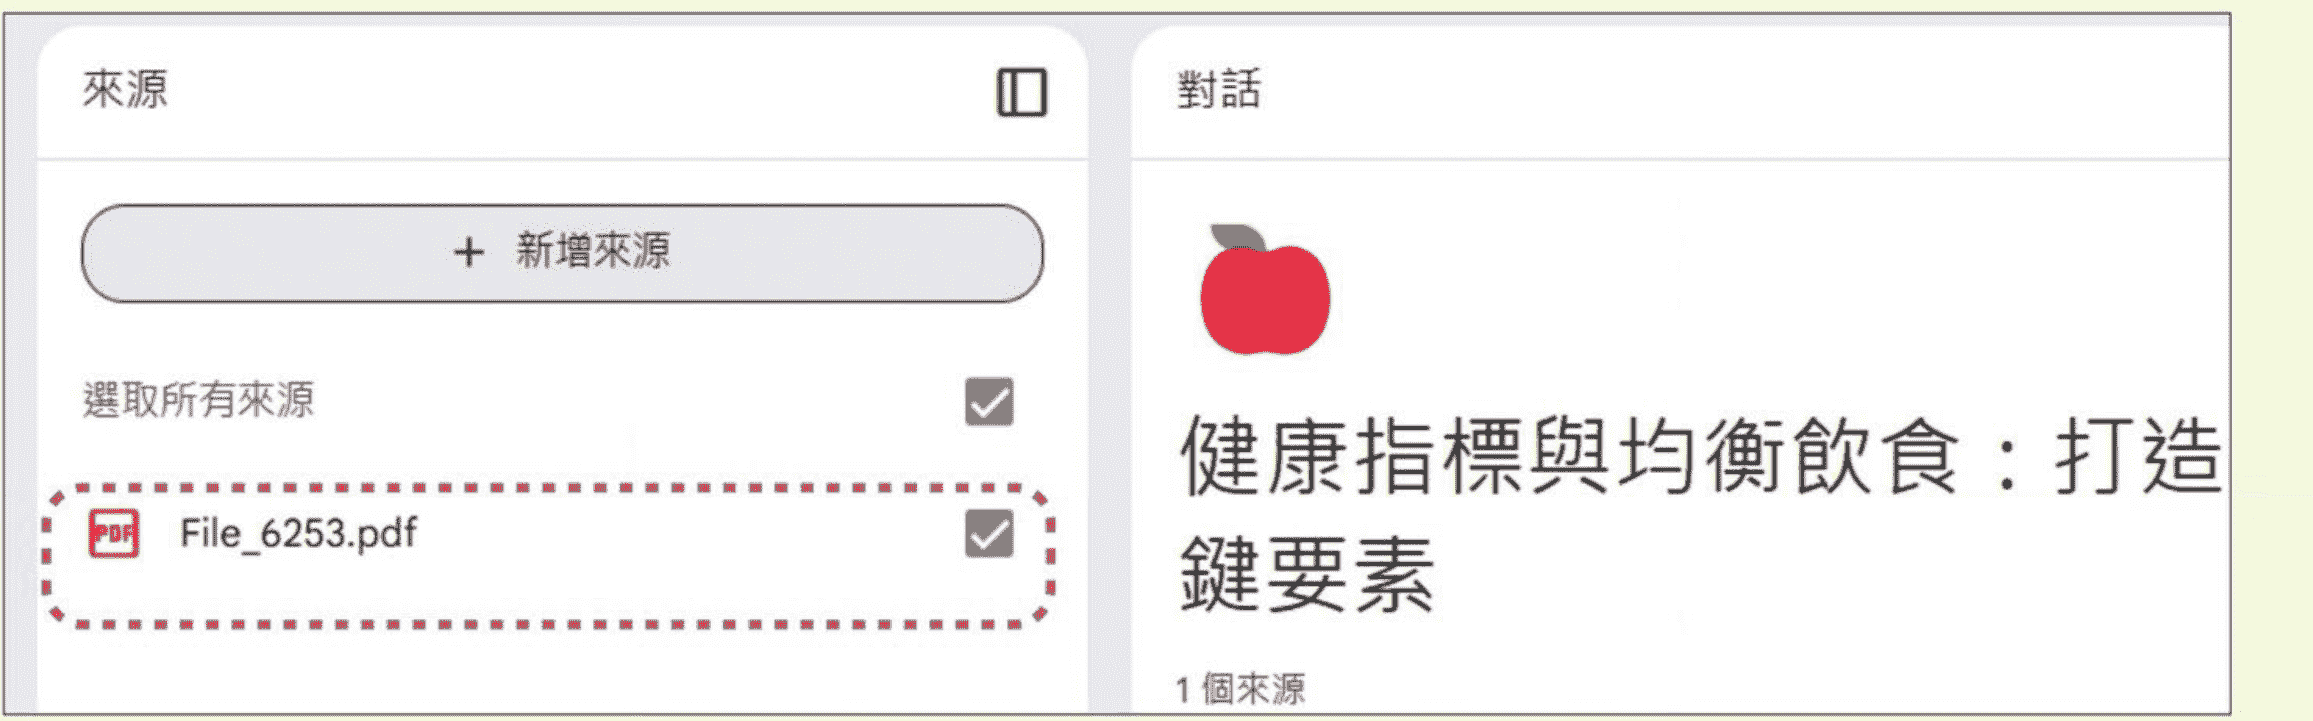 來源
+ 新增來源
選取所有來源
PDF
File_6253.pdf
對話
健康指標與均衡飲食：打造
鍵要素
1 個來源